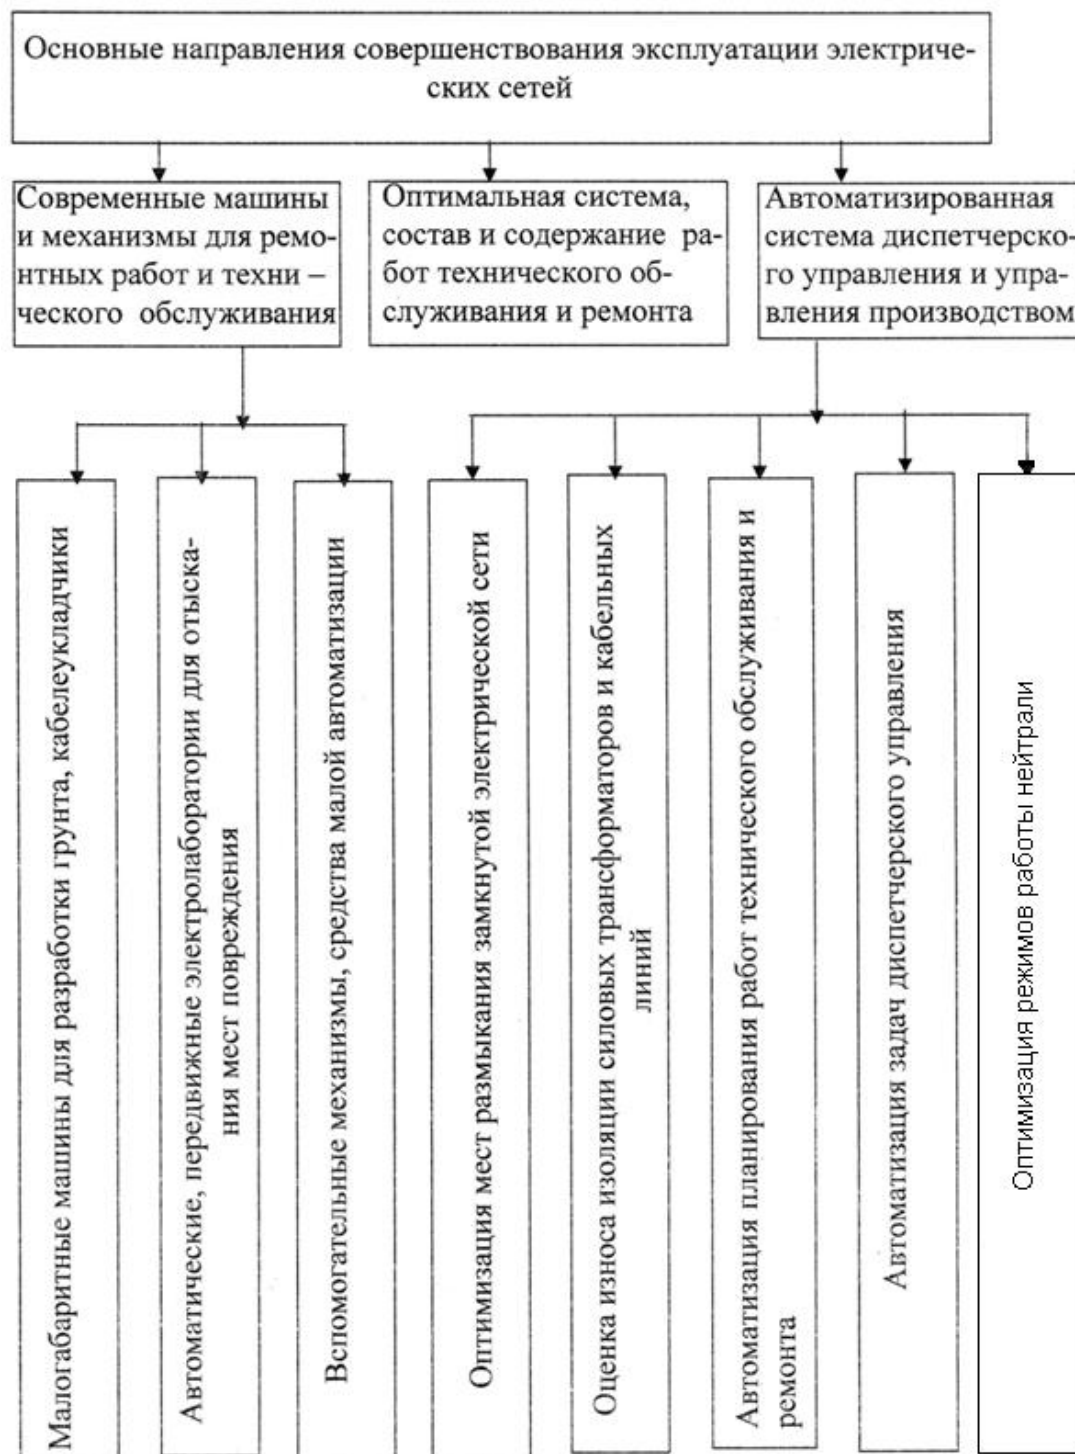 Основные направления совершенствования эксплуатации электриче-
ских сетей
Современные машины
и механизмы для ремо-
нтных работ и техни –
ческого обслуживания
Оптимальная система,
состав и содержание ра-
бот технического об-
служивания и ремонта
Автоматизированная
система диспетчерско-
го управления и упра-
вления производством
Малогабаритные машины для разработки грунта, кабелеукладчики
Автоматические, передвижные электролаборатории для отыска-
ния мест повреждения
Вспомогательные механизмы, средства малой автоматизации
Оптимизация мест размыкания замкнутой электрической сети
Оценка износа изоляции силовых трансформаторов и кабельных
линий
Автоматизация планирования работ технического обслуживания и
ремонта
Автоматизация задач диспетчерского управления
Оптимизация режимов работы нейтрали